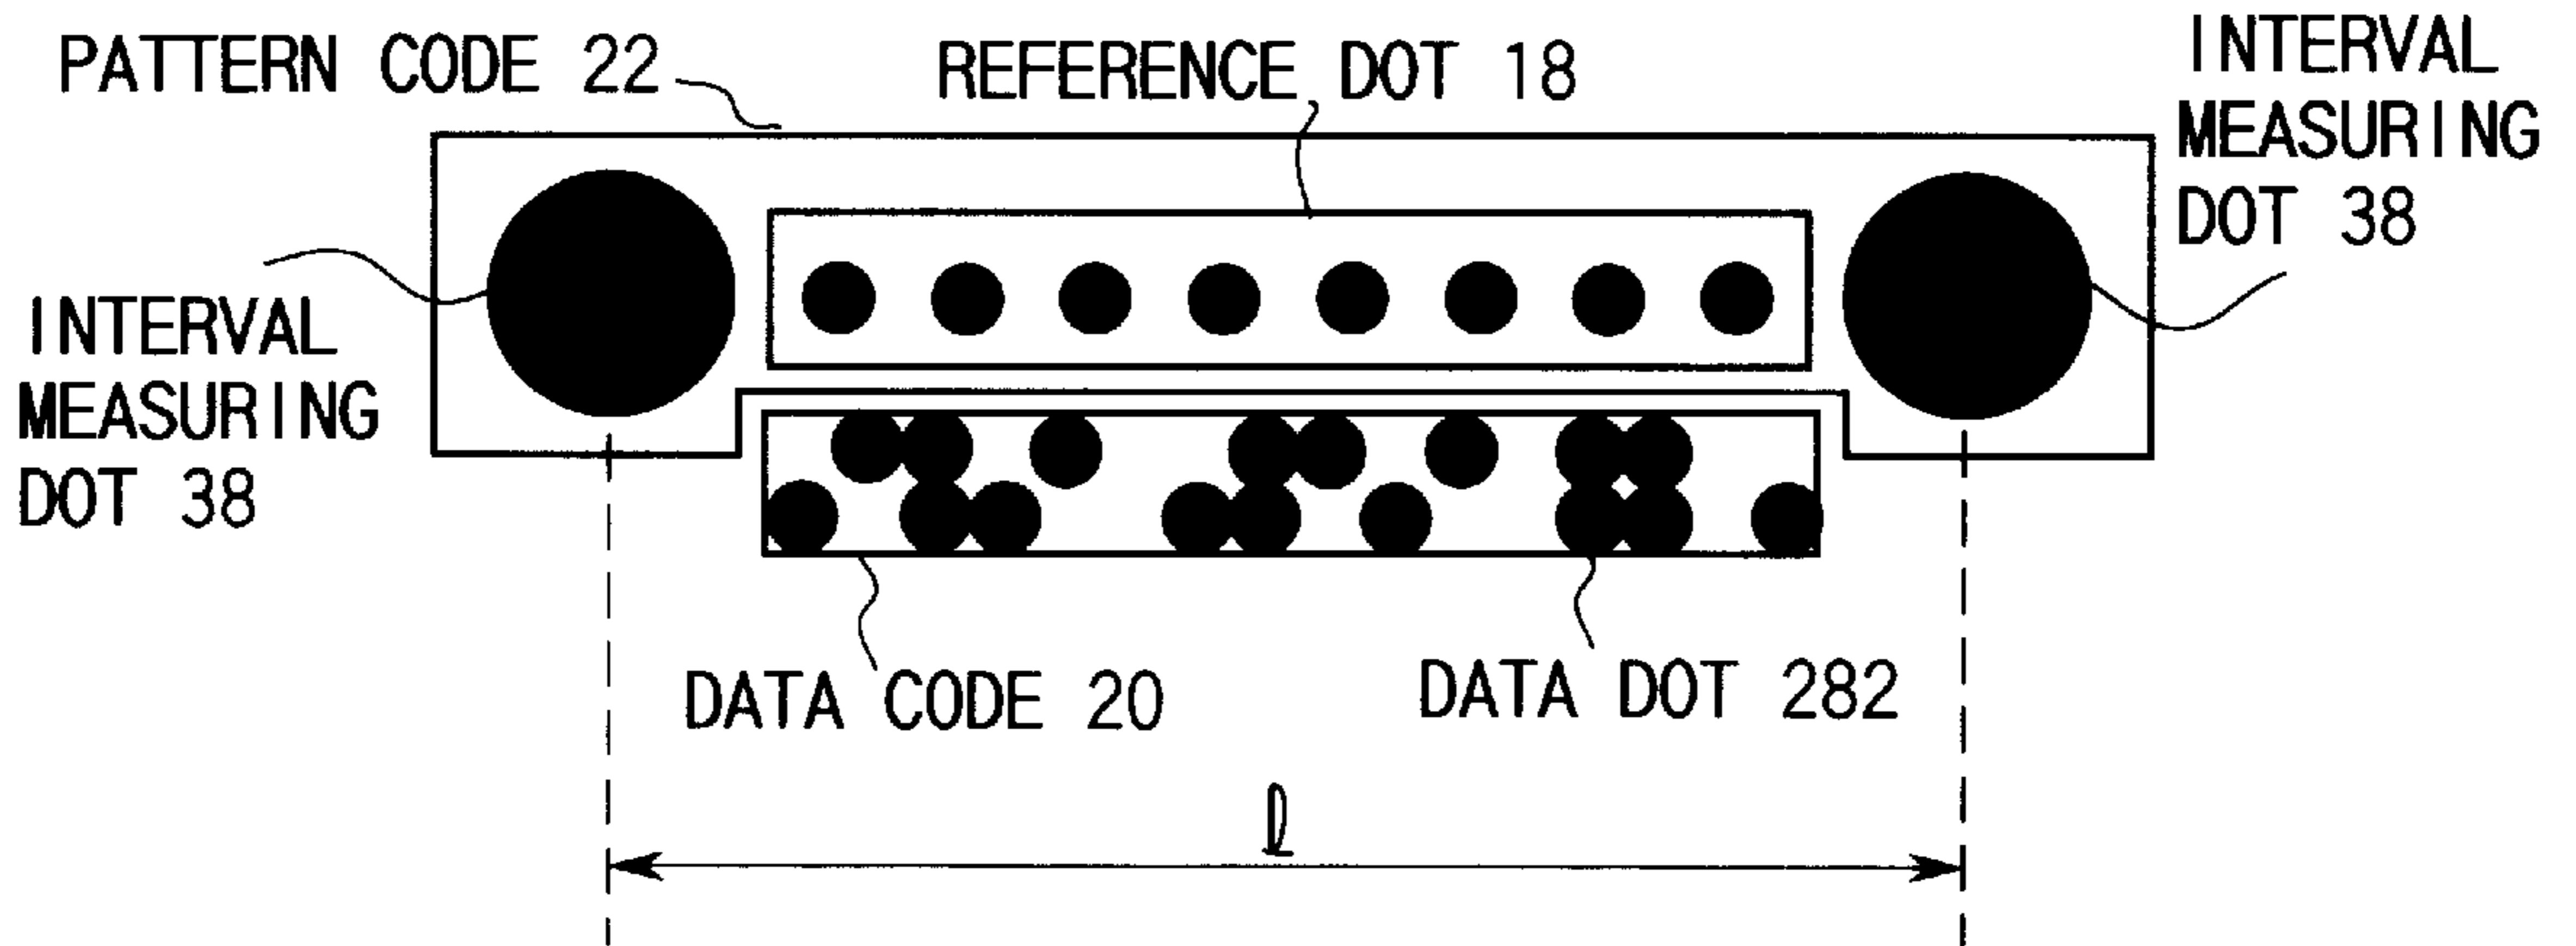 PATTERN CODE 22
REFERENCE DOT 18
INTERVAL
MEASURING
DOT 38
INTERVAL
MEASURING
DOT 38
DATA CODE 20
DATA DOT 282
ℓ